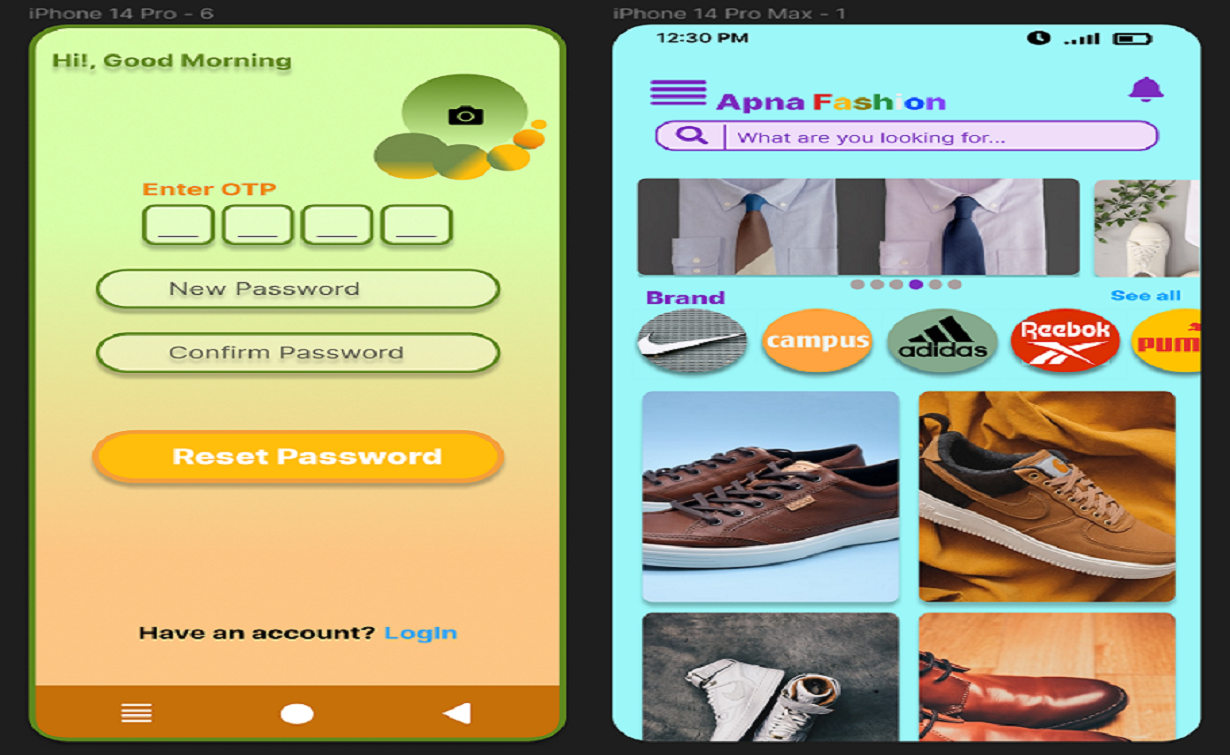 iPhone 14 Pro - 6
Hi!, Good Morning
Enter OTP
New Password
Confirm Password
Reset Password
Have an account? LogIn
iPhone 14 Pro Max - 1
12:30 PM
Apna Fashion
What are you looking for...
Brand
See all
campus
adidas
Reebok
PUM